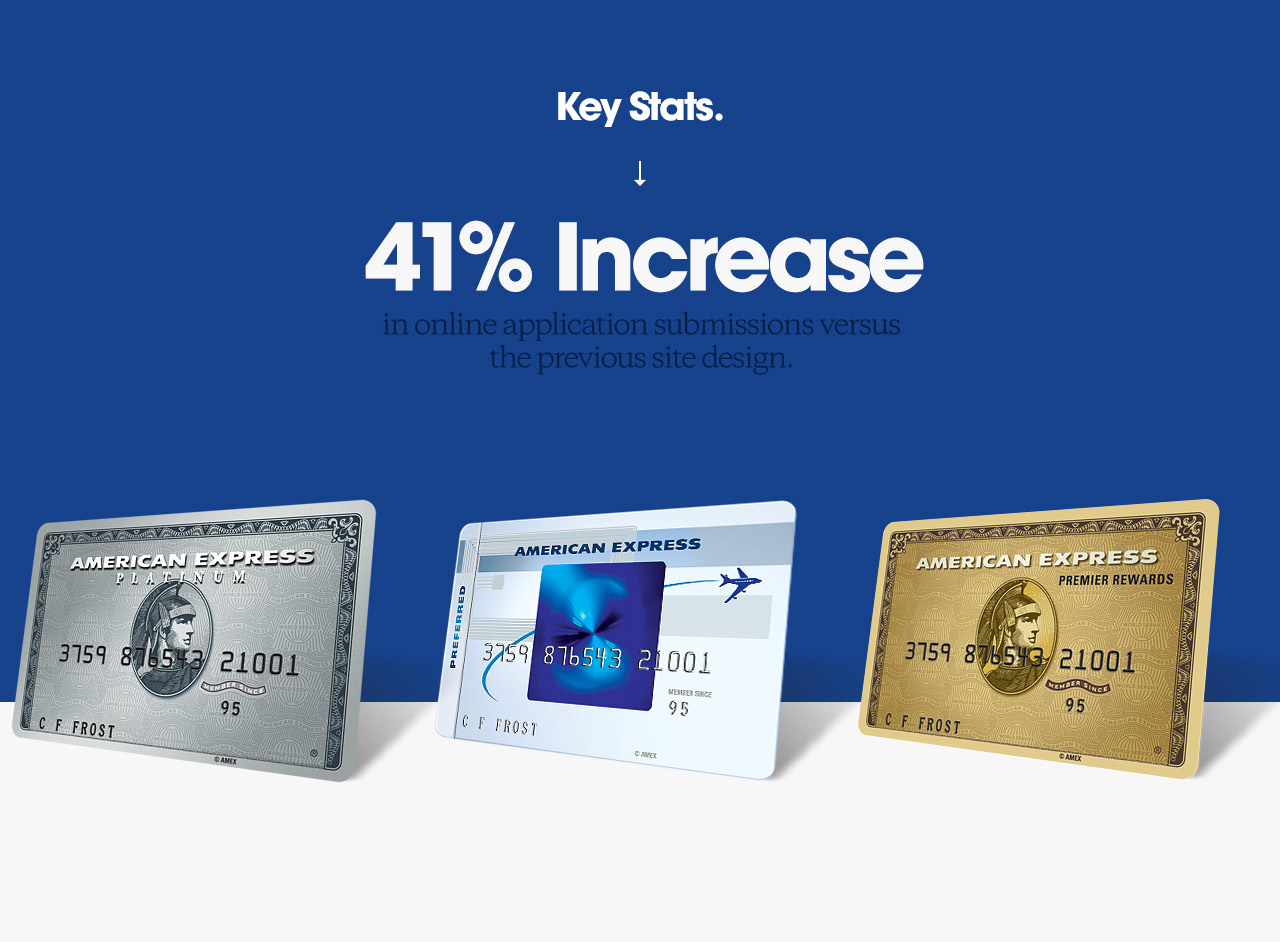 Key Stats.
↓
41% Increase
in online application submissions versus
the previous site design.
AMERICAN EXPRESS
PLATINUM
3759 876543 21001
MEMBER SINCE
95
C F FROST
®
© AMEX
AMERICAN EXPRESS
PREFERRED
3759 876543 21001
MEMBER SINCE
95
C F FROST
© AMEX
AMERICAN EXPRESS
PREMIER REWARDS
3759 876543 21001
MEMBER SINCE
95
C F FROST
®
© AMEX